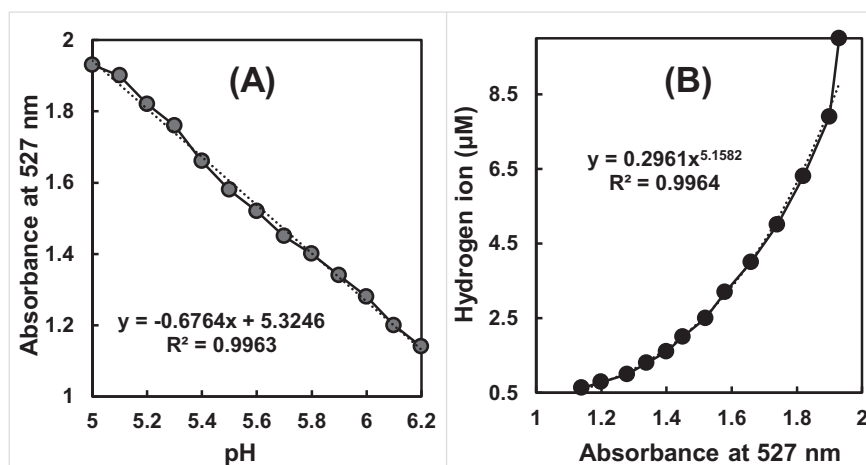 (A)
Absorbance at 527 nm
2
1.8
1.6
1.4
1.2
1
y = -0.6764x + 5.3246
R² = 0.9963
5 5.2 5.4 5.6 5.8 6 6.2
pH
(B)
Hydrogen ion (µM)
8.5
6.5
4.5
2.5
0.5
y = 0.2961x^5.1582
R² = 0.9964
1 1.2 1.4 1.6 1.8 2
Absorbance at 527 nm